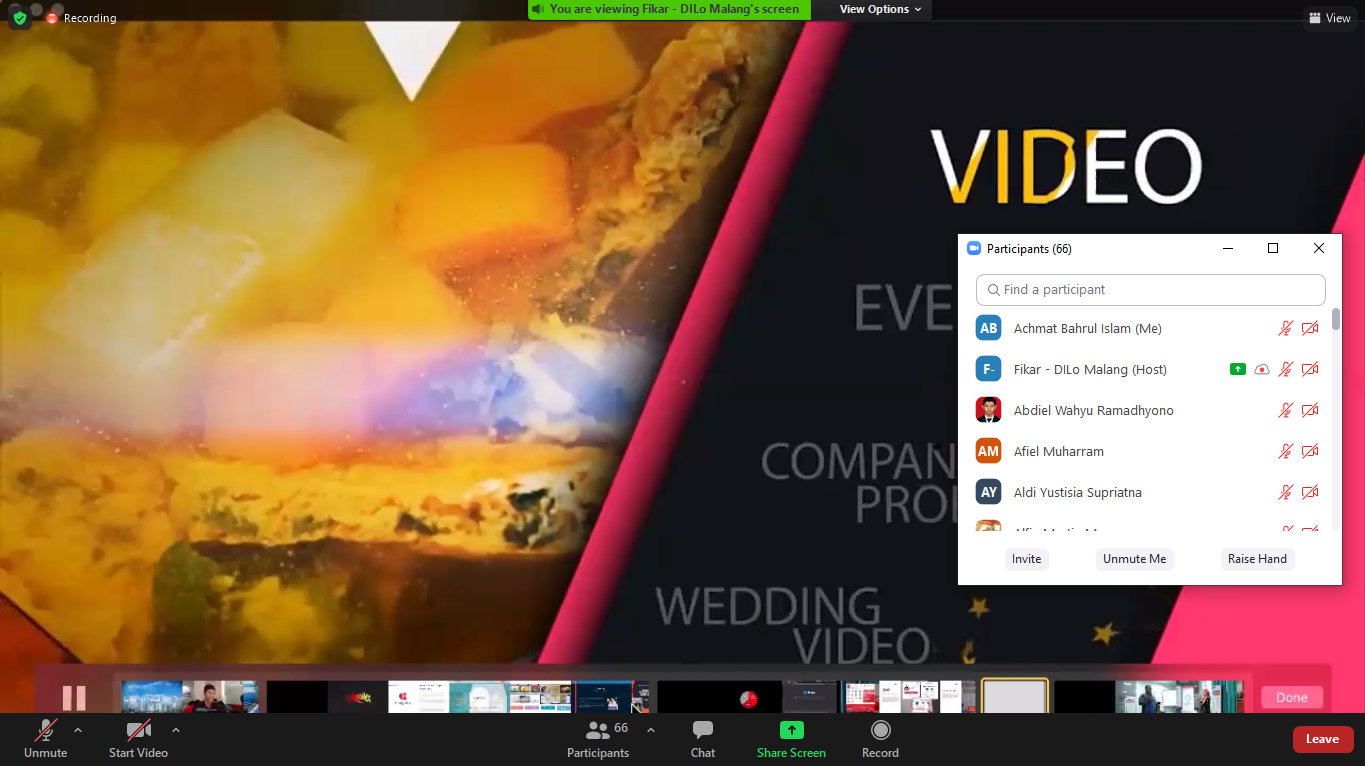 Recording
You are viewing Fikar - DILo Malang's screen
View Options
View
VIDEO
EVE
COMPAN
PRO
WEDDING
VIDEO
Participants (66)
Find a participant
AB Achmat Bahrul Islam (Me)
F- Fikar - DILo Malang (Host)
Abdiel Wahyu Ramadhyono
AM Afiel Muharram
AY Aldi Yustisia Supriatna
Invite
Unmute Me
Raise Hand
Done
Unmute
Start Video
66
Participants
Chat
Share Screen
Record
Leave